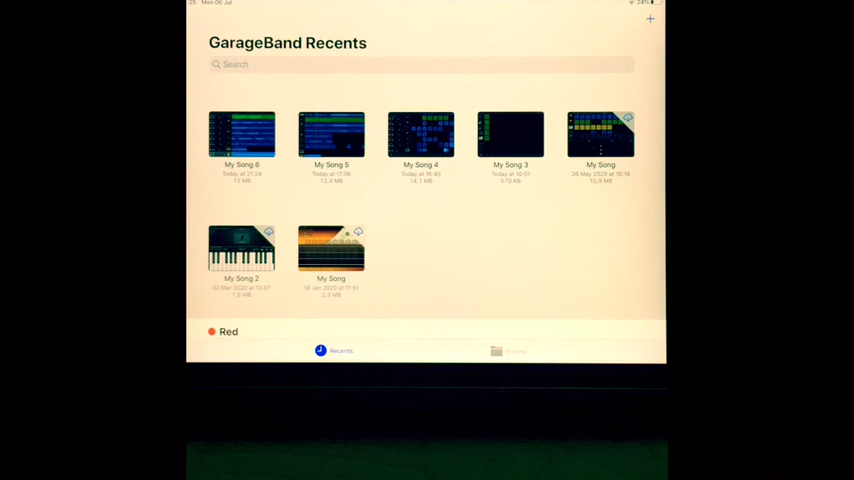 Mon 06 Jul
24%
+
GarageBand Recents
Search
My Song 6
Today at 21:24
13 MB
My Song 5
Today at 17:06
12,4 MB
My Song 4
Today at 16:45
14,1 MB
My Song 3
Today at 10:01
570 KB
My Song
26 May 2020 at 10:16
10,9 MB
My Song 2
02 Mar 2020 at 13:07
1,5 MB
My Song
18 Jan 2020 at 11:51
2,3 MB
Red
Recents
Browse